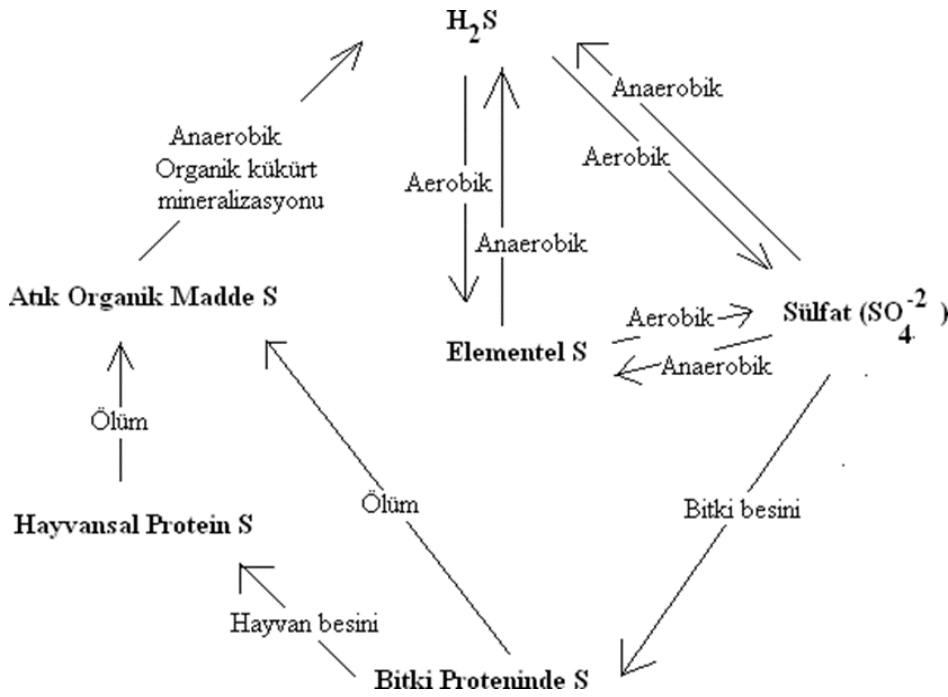 H2S
Anaerobik
Aerobik
Anaerobik
Organik kükürt
mineralizasyonu
Aerobik
Anaerobik
Atık Organik Madde S
Sülfat (SO4-2)
Aerobik
Elementel S
Anaerobik
Ölüm
Ölüm
Bitki besini
Hayvansal Protein S
Hayvan besini
Bitki Proteninde S